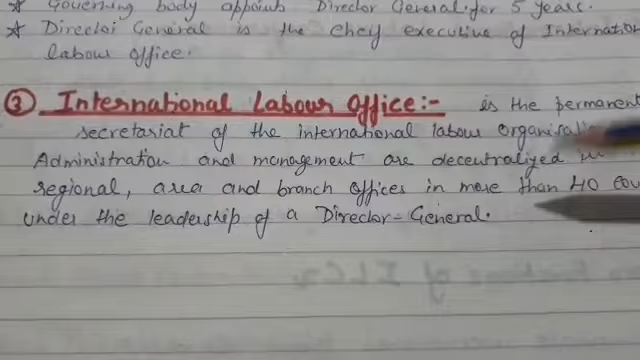 * Governing body appoints Director General for 5 years.
* Director General is the chey executive of Internation
labour office.
③ International Labour Office:- is the permanent
secretariat of the international labour organisati
Administration and management are decentralized in
regional, area and branch offices in more than 40 cou
under the leadership of a Director-General.